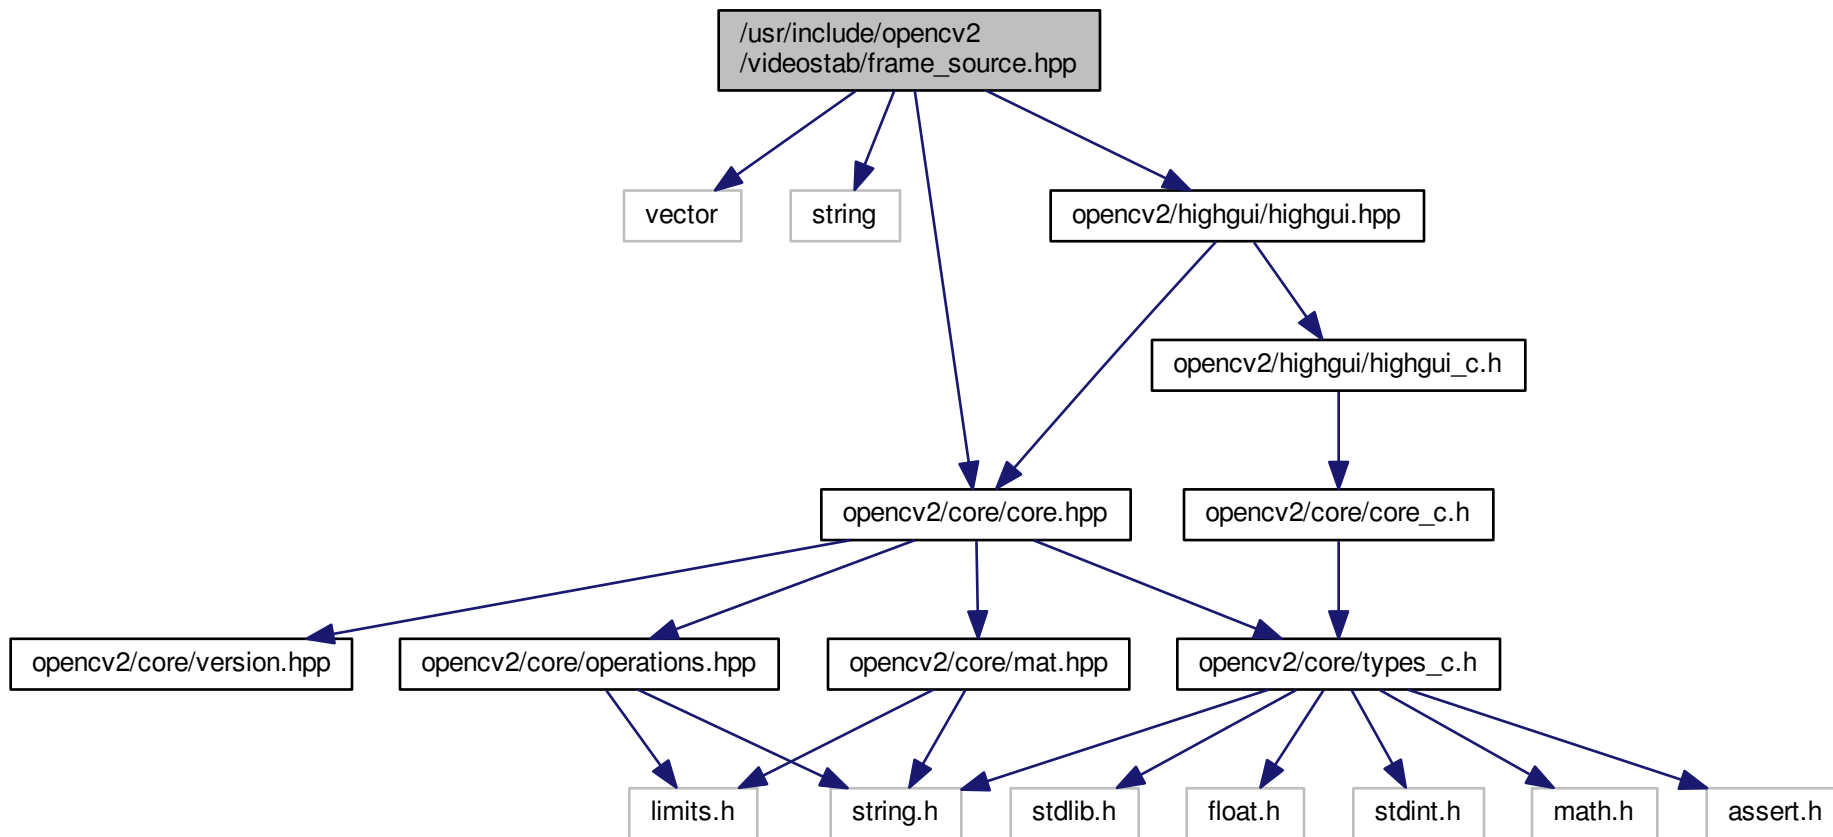 /usr/include/opencv2
/videostab/frame_source.hpp
vector
string
opencv2/highgui/highgui.hpp
opencv2/highgui/highgui_c.h
opencv2/core/core.hpp
opencv2/core/core_c.h
opencv2/core/version.hpp
opencv2/core/operations.hpp
opencv2/core/mat.hpp
opencv2/core/types_c.h
limits.h
string.h
stdlib.h
float.h
stdint.h
math.h
assert.h